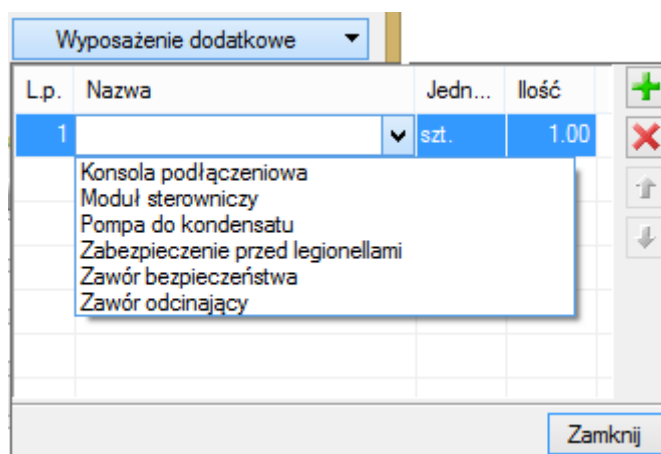 Wyposażenie dodatkowe
L.p. Nazwa Jedn... Ilość
1 szt. 1.00
Konsola podłączeniowa
Moduł sterowniczy
Pompa do kondensatu
Zabezpieczenie przed legionellami
Zawór bezpieczeństwa
Zawór odcinający
Zamknij